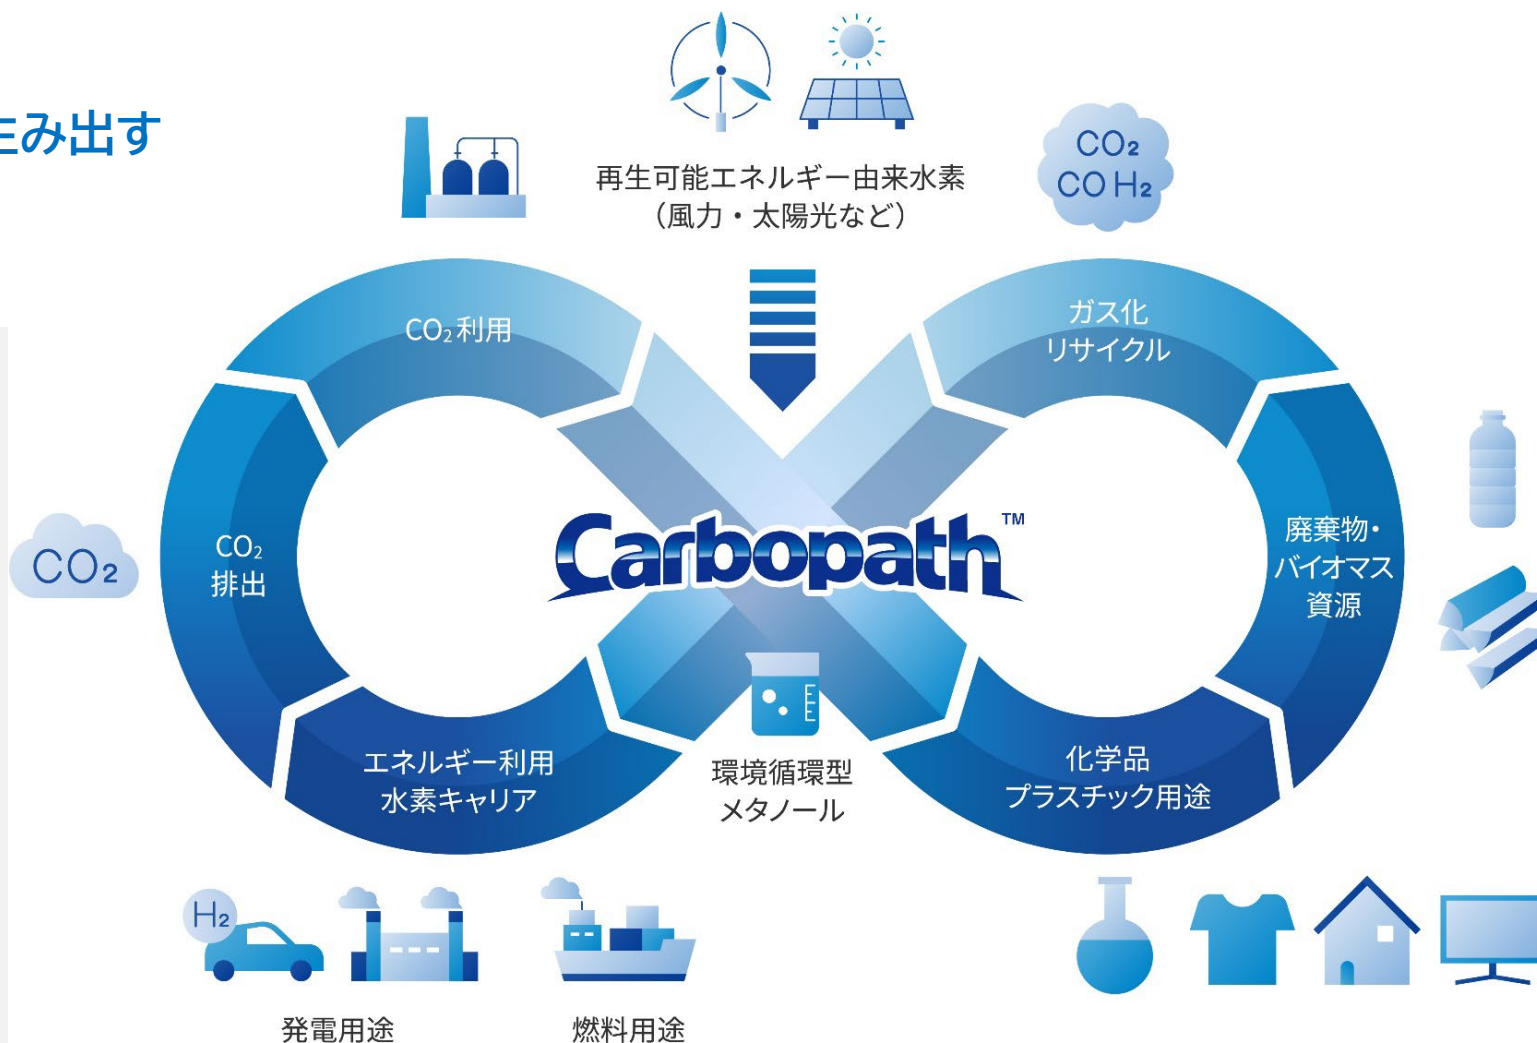 生み出す
再生可能エネルギー由来水素
（風力・太陽光など）
CO₂
CO H₂
CO₂ 利用
ガス化
リサイクル
CO₂
CO₂
排出
Carbopath™
廃棄物・
バイオマス
資源
エネルギー利用
水素キャリア
環境循環型
メタノール
化学品
プラスチック用途
H₂
発電用途
燃料用途